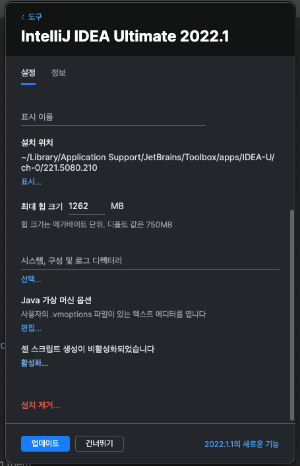 < 도구
IntelliJ IDEA Ultimate 2022.1
설정 정보
표시 이름
설치 위치
~/Library/Application Support/JetBrains/Toolbox/apps/IDEA-U/
ch-0/221.5080.210
표시...
최대 힙 크기 1262 MB
힙 크기는 메가바이트 단위, 디폴트 값은 750MB
시스템, 구성 및 로그 디렉터리
선택...
Java 가상 머신 옵션
사용자의 .vmoptions 파일이 있는 텍스트 에디터를 엽니다
편집...
셸 스크립트 생성이 비활성화되었습니다
활성화...
설치 제거...
업데이트 건너뛰기 2022.1.1의 새로운 기능